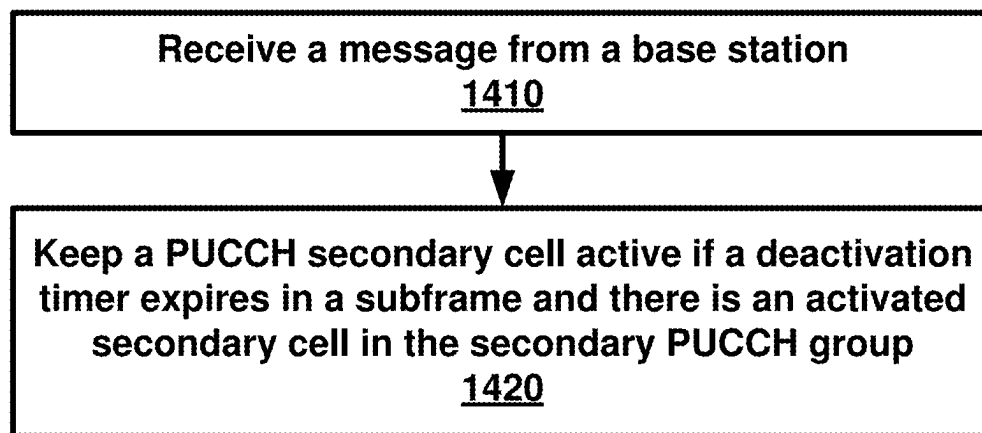 Receive a message from a base station
1410
Keep a PUCCH secondary cell active if a deactivation
timer expires in a subframe and there is an activated
secondary cell in the secondary PUCCH group
1420